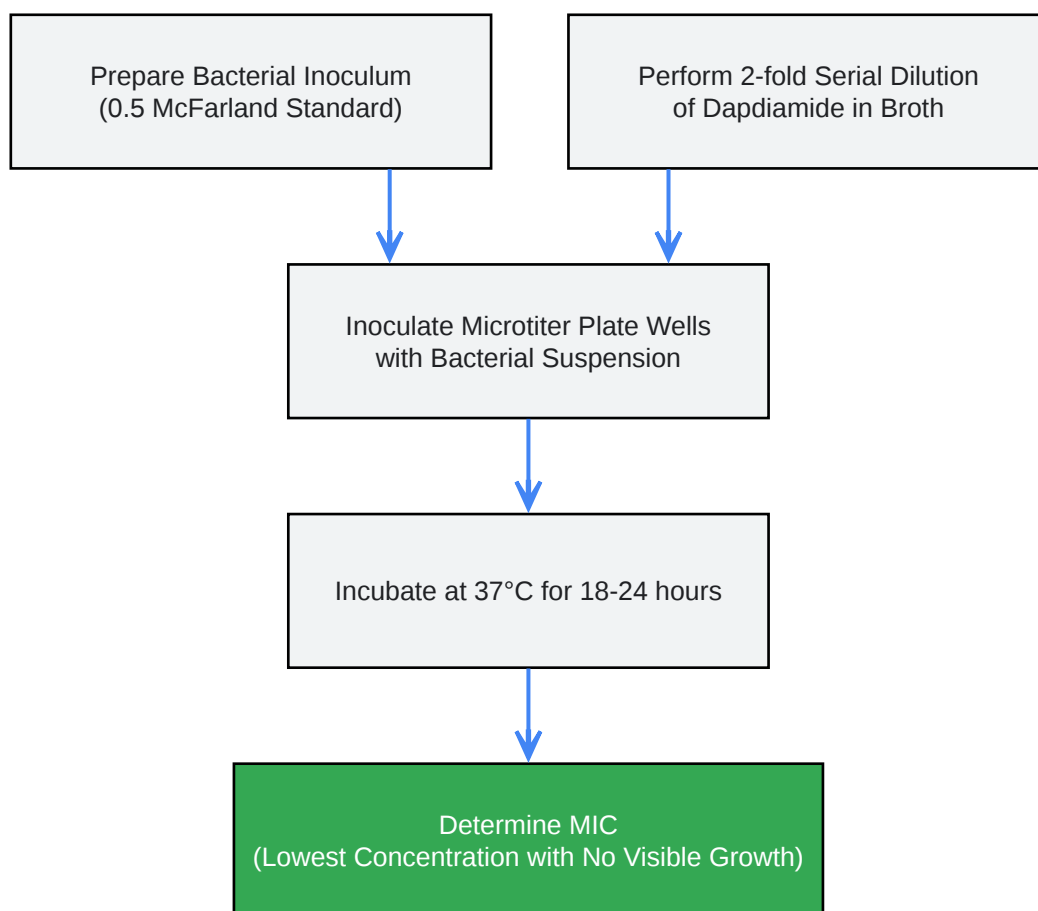 Prepare Bacterial Inoculum
(0.5 McFarland Standard)
Perform 2-fold Serial Dilution
of Dapdiamide in Broth
Inoculate Microtiter Plate Wells
with Bacterial Suspension
Incubate at 37°C for 18-24 hours
Determine MIC
(Lowest Concentration with No Visible Growth)